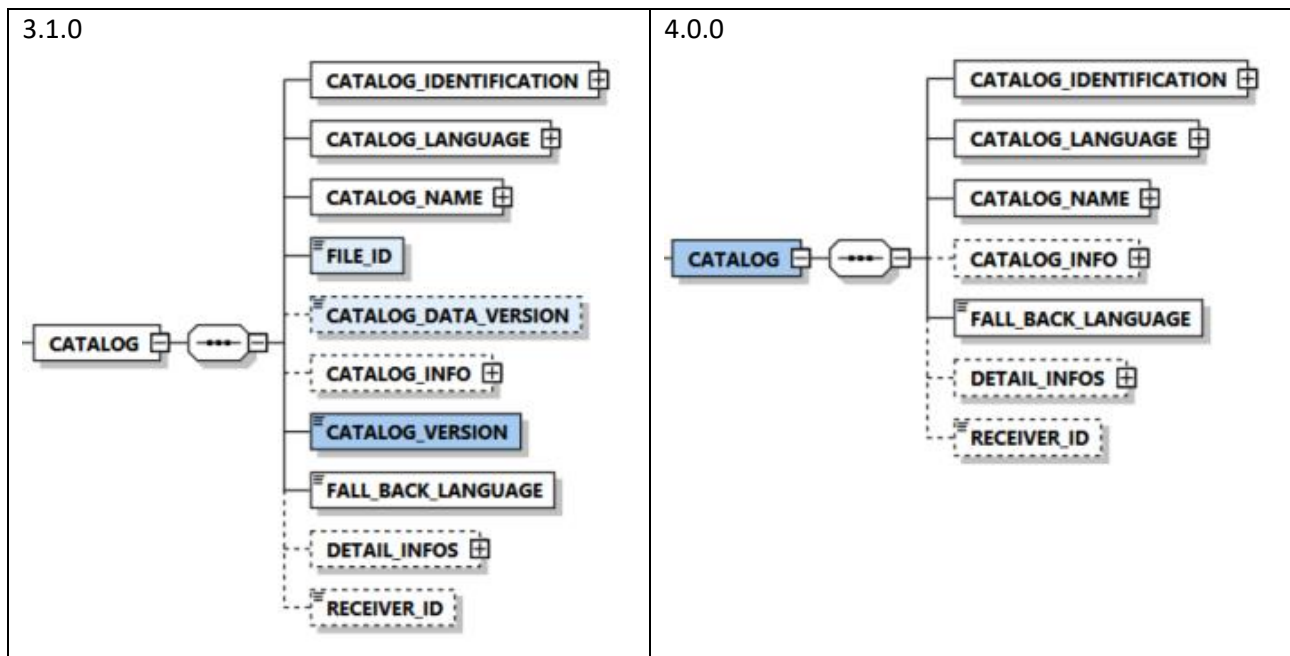 3.1.0
CATALOG
CATALOG_IDENTIFICATION
CATALOG_LANGUAGE
CATALOG_NAME
FILE_ID
CATALOG_DATA_VERSION
CATALOG_INFO
CATALOG_VERSION
FALL_BACK_LANGUAGE
DETAIL_INFOS
RECEIVER_ID
4.0.0
CATALOG
CATALOG_IDENTIFICATION
CATALOG_LANGUAGE
CATALOG_NAME
CATALOG_INFO
FALL_BACK_LANGUAGE
DETAIL_INFOS
RECEIVER_ID